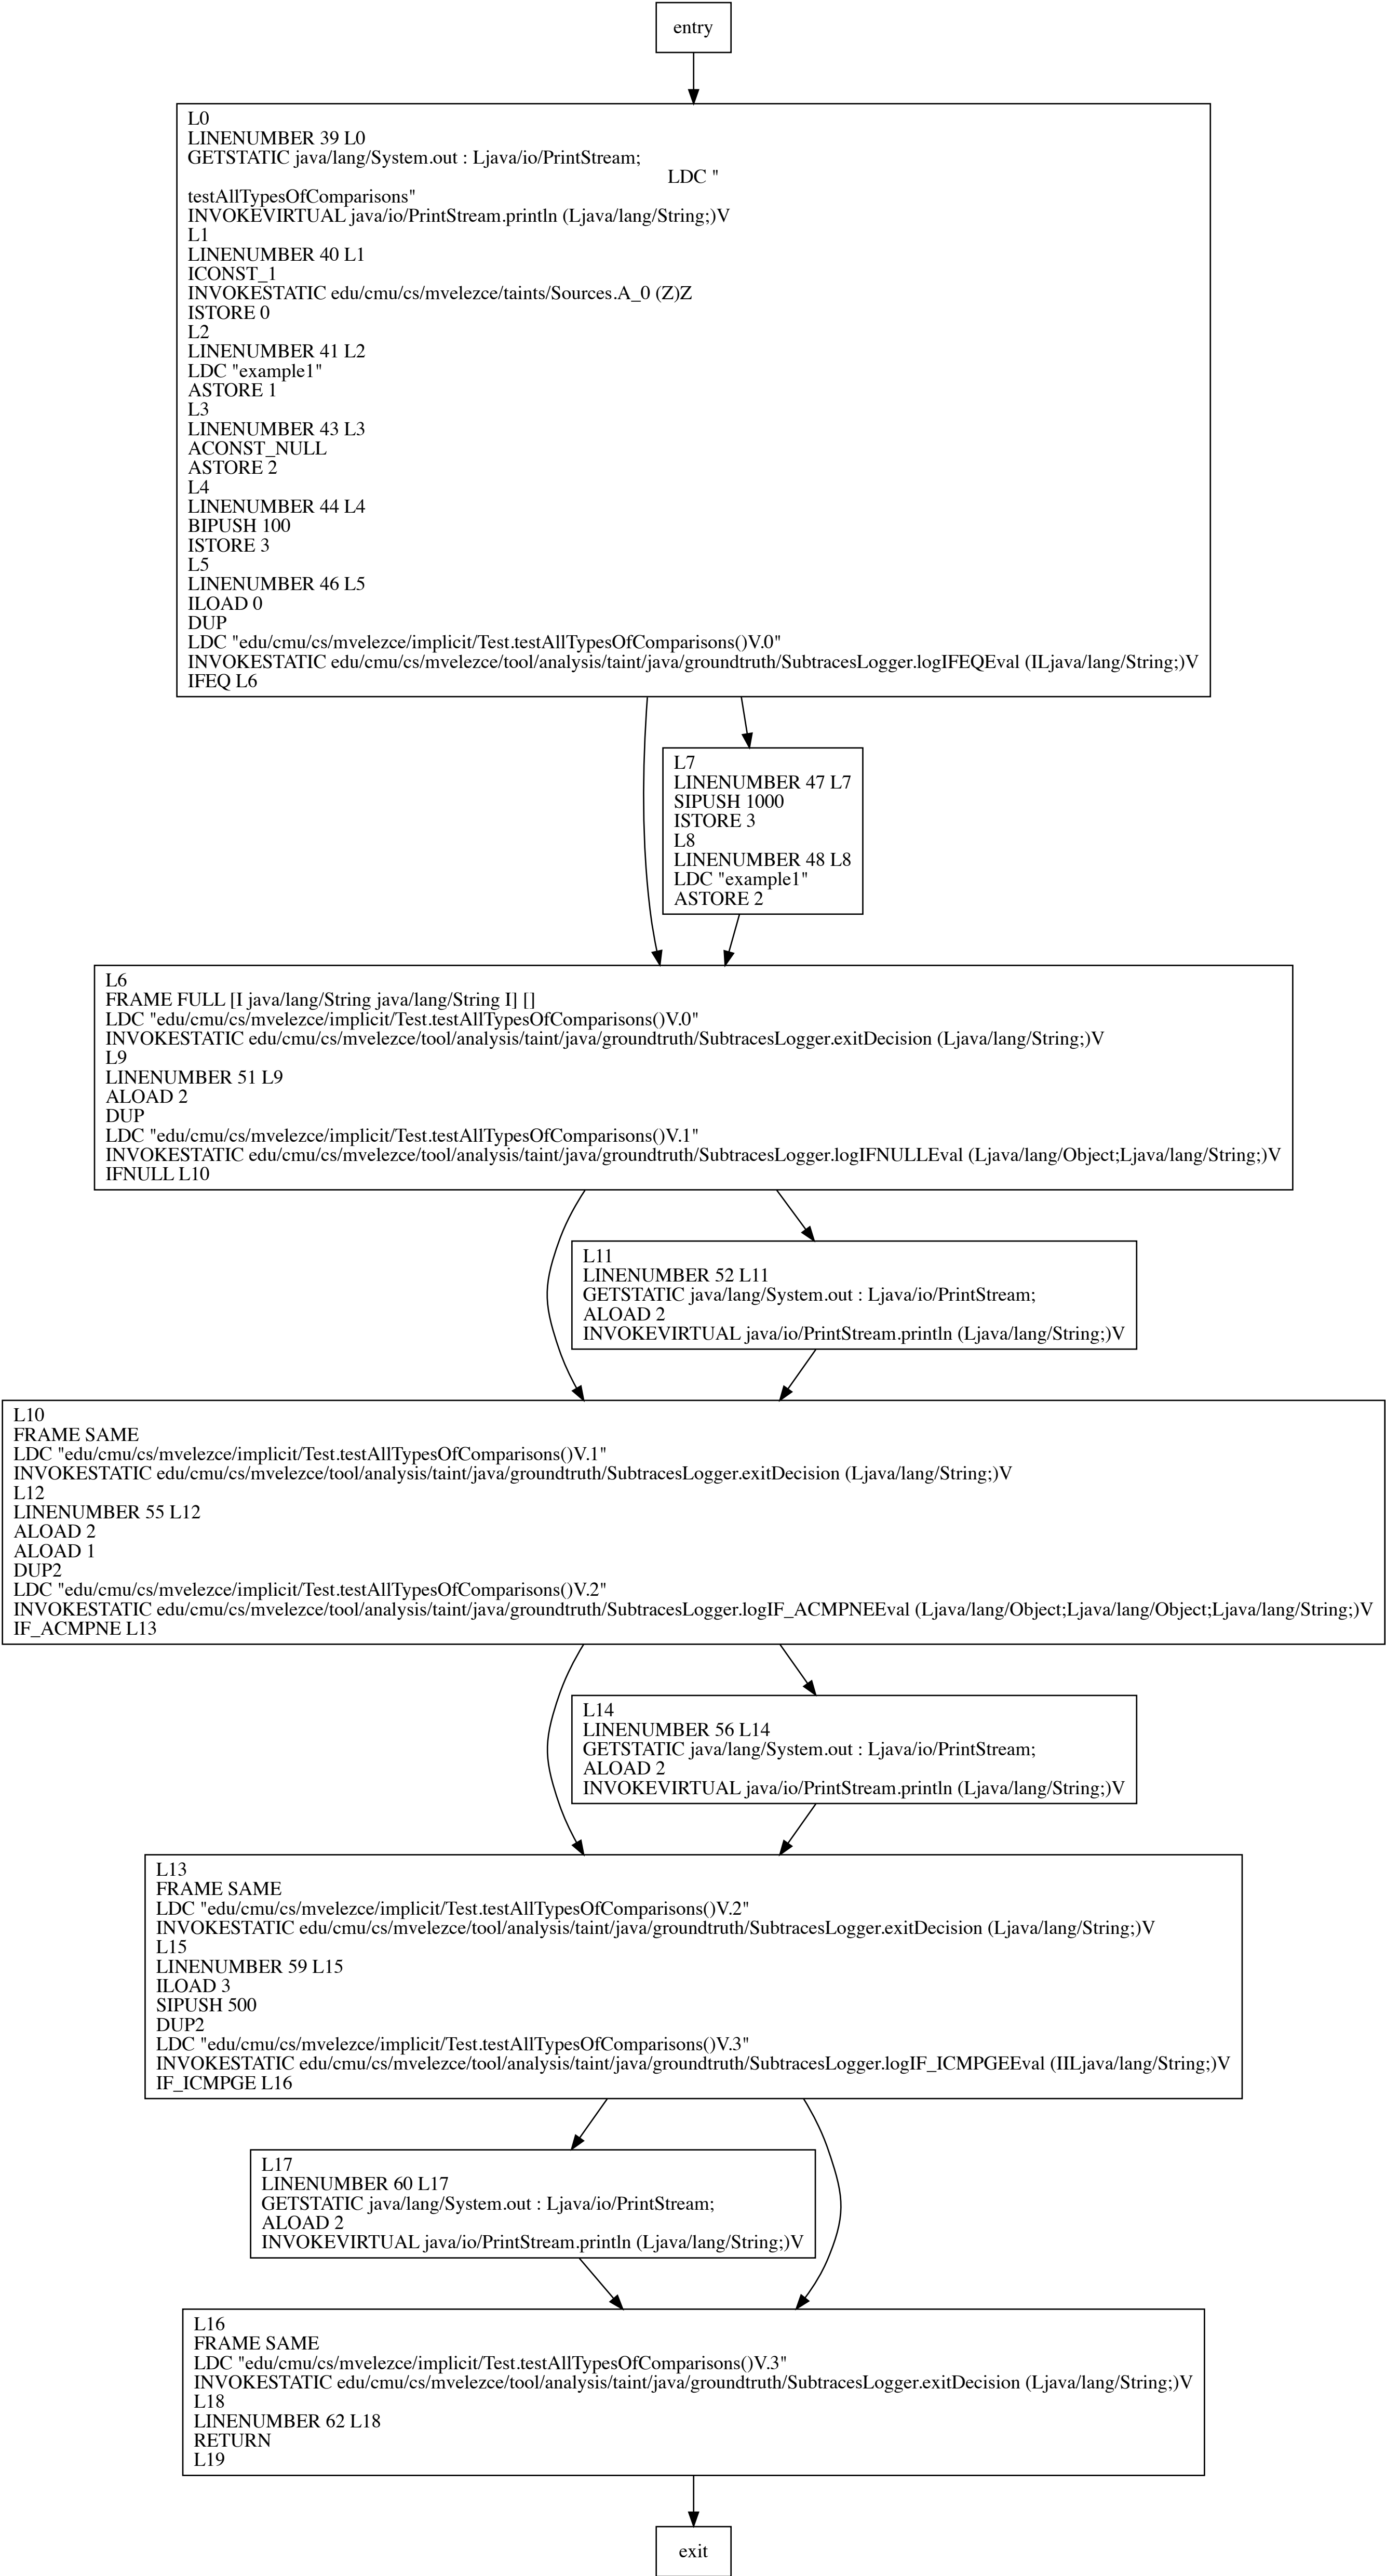 entry
L0
LINENUMBER 39 L0
GETSTATIC java/lang/System.out : Ljava/io/PrintStream;
LDC "
testAllTypesOfComparisons"
INVOKEVIRTUAL java/io/PrintStream.println (Ljava/lang/String;)V
L1
LINENUMBER 40 L1
ICONST_1
INVOKESTATIC edu/cmu/cs/mvelezce/taints/Sources.A_0 (Z)Z
ISTORE 0
L2
LINENUMBER 41 L2
LDC "example1"
ASTORE 1
L3
LINENUMBER 43 L3
ACONST_NULL
ASTORE 2
L4
LINENUMBER 44 L4
BIPUSH 100
ISTORE 3
L5
LINENUMBER 46 L5
ILOAD 0
DUP
LDC "edu/cmu/cs/mvelezce/implicit/Test.testAllTypesOfComparisons()V.0"
INVOKESTATIC edu/cmu/cs/mvelezce/tool/analysis/taint/java/groundtruth/SubtracesLogger.logIFEQEval (ILjava/lang/String;)V
IFEQ L6
L7
LINENUMBER 47 L7
SIPUSH 1000
ISTORE 3
L8
LINENUMBER 48 L8
LDC "example1"
ASTORE 2
L6
FRAME FULL [I java/lang/String java/lang/String I] []
LDC "edu/cmu/cs/mvelezce/implicit/Test.testAllTypesOfComparisons()V.0"
INVOKESTATIC edu/cmu/cs/mvelezce/tool/analysis/taint/java/groundtruth/SubtracesLogger.exitDecision (Ljava/lang/String;)V
L9
LINENUMBER 51 L9
ALOAD 2
DUP
LDC "edu/cmu/cs/mvelezce/implicit/Test.testAllTypesOfComparisons()V.1"
INVOKESTATIC edu/cmu/cs/mvelezce/tool/analysis/taint/java/groundtruth/SubtracesLogger.logIFNULLEval (Ljava/lang/Object;Ljava/lang/String;)V
IFNULL L10
L11
LINENUMBER 52 L11
GETSTATIC java/lang/System.out : Ljava/io/PrintStream;
ALOAD 2
INVOKEVIRTUAL java/io/PrintStream.println (Ljava/lang/String;)V
L10
FRAME SAME
LDC "edu/cmu/cs/mvelezce/implicit/Test.testAllTypesOfComparisons()V.1"
INVOKESTATIC edu/cmu/cs/mvelezce/tool/analysis/taint/java/groundtruth/SubtracesLogger.exitDecision (Ljava/lang/String;)V
L12
LINENUMBER 55 L12
ALOAD 2
ALOAD 1
DUP2
LDC "edu/cmu/cs/mvelezce/implicit/Test.testAllTypesOfComparisons()V.2"
INVOKESTATIC edu/cmu/cs/mvelezce/tool/analysis/taint/java/groundtruth/SubtracesLogger.logIF_ACMPNEEval (Ljava/lang/Object;Ljava/lang/Object;Ljava/lang/String;)V
IF_ACMPNE L13
L14
LINENUMBER 56 L14
GETSTATIC java/lang/System.out : Ljava/io/PrintStream;
ALOAD 2
INVOKEVIRTUAL java/io/PrintStream.println (Ljava/lang/String;)V
L13
FRAME SAME
LDC "edu/cmu/cs/mvelezce/implicit/Test.testAllTypesOfComparisons()V.2"
INVOKESTATIC edu/cmu/cs/mvelezce/tool/analysis/taint/java/groundtruth/SubtracesLogger.exitDecision (Ljava/lang/String;)V
L15
LINENUMBER 59 L15
ILOAD 3
SIPUSH 500
DUP2
LDC "edu/cmu/cs/mvelezce/implicit/Test.testAllTypesOfComparisons()V.3"
INVOKESTATIC edu/cmu/cs/mvelezce/tool/analysis/taint/java/groundtruth/SubtracesLogger.logIF_ICMPGEEval (IILjava/lang/String;)V
IF_ICMPGE L16
L17
LINENUMBER 60 L17
GETSTATIC java/lang/System.out : Ljava/io/PrintStream;
ALOAD 2
INVOKEVIRTUAL java/io/PrintStream.println (Ljava/lang/String;)V
L16
FRAME SAME
LDC "edu/cmu/cs/mvelezce/implicit/Test.testAllTypesOfComparisons()V.3"
INVOKESTATIC edu/cmu/cs/mvelezce/tool/analysis/taint/java/groundtruth/SubtracesLogger.exitDecision (Ljava/lang/String;)V
L18
LINENUMBER 62 L18
RETURN
L19
exit